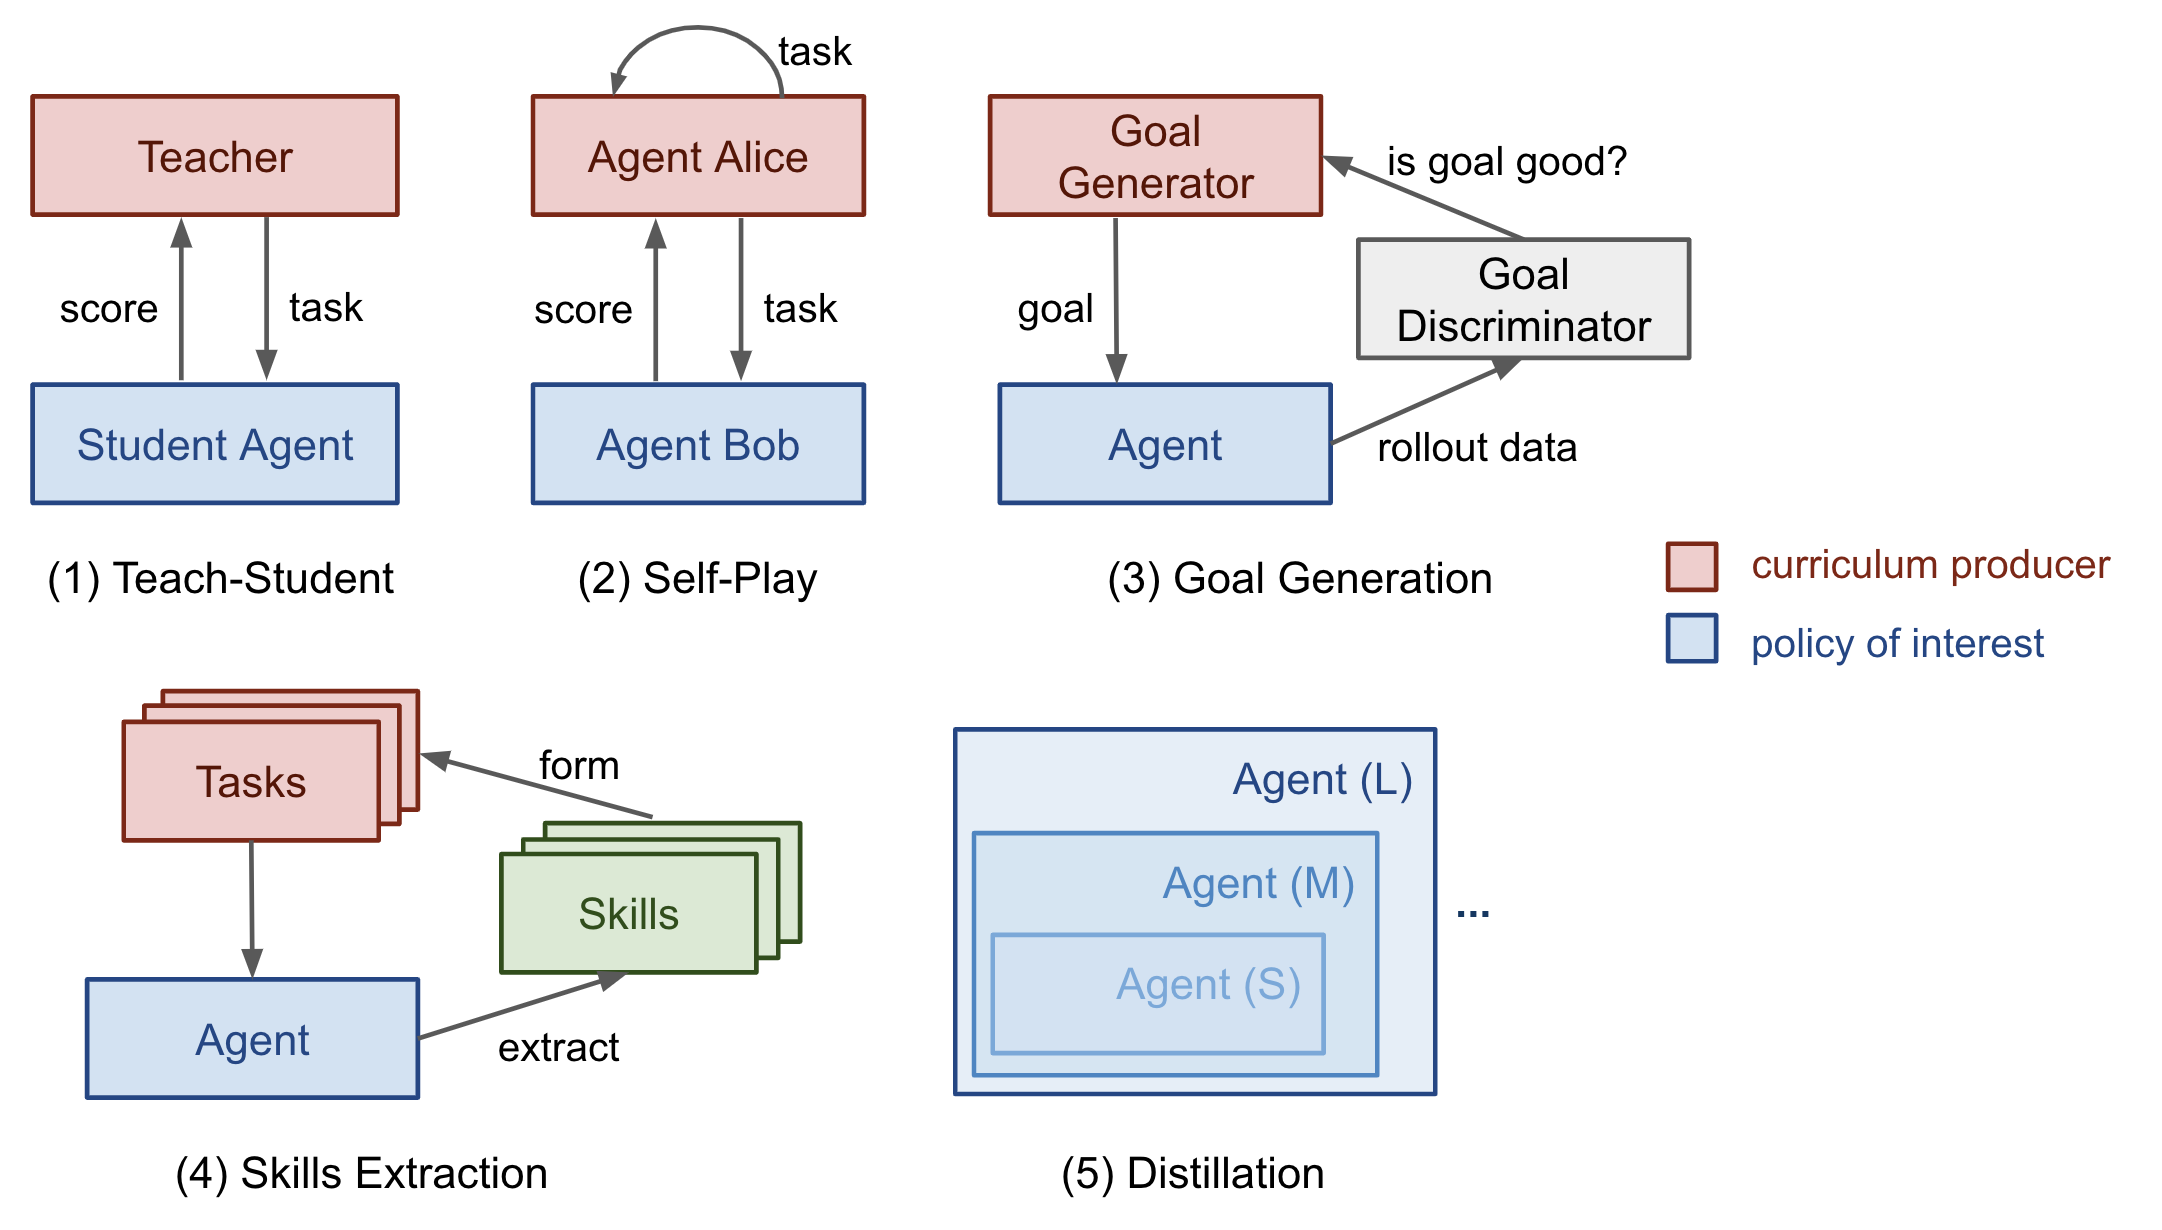 task
Teacher
Agent Alice
Goal
Generator
is goal good?
Goal
Discriminator
score
task
score
task
goal
Student Agent
Agent Bob
Agent
rollout data
(1) Teach-Student
(2) Self-Play
(3) Goal Generation
curriculum producer
policy of interest
Tasks
form
Skills
Agent
extract
Agent (L)
Agent (M)
Agent (S)
...
(4) Skills Extraction
(5) Distillation